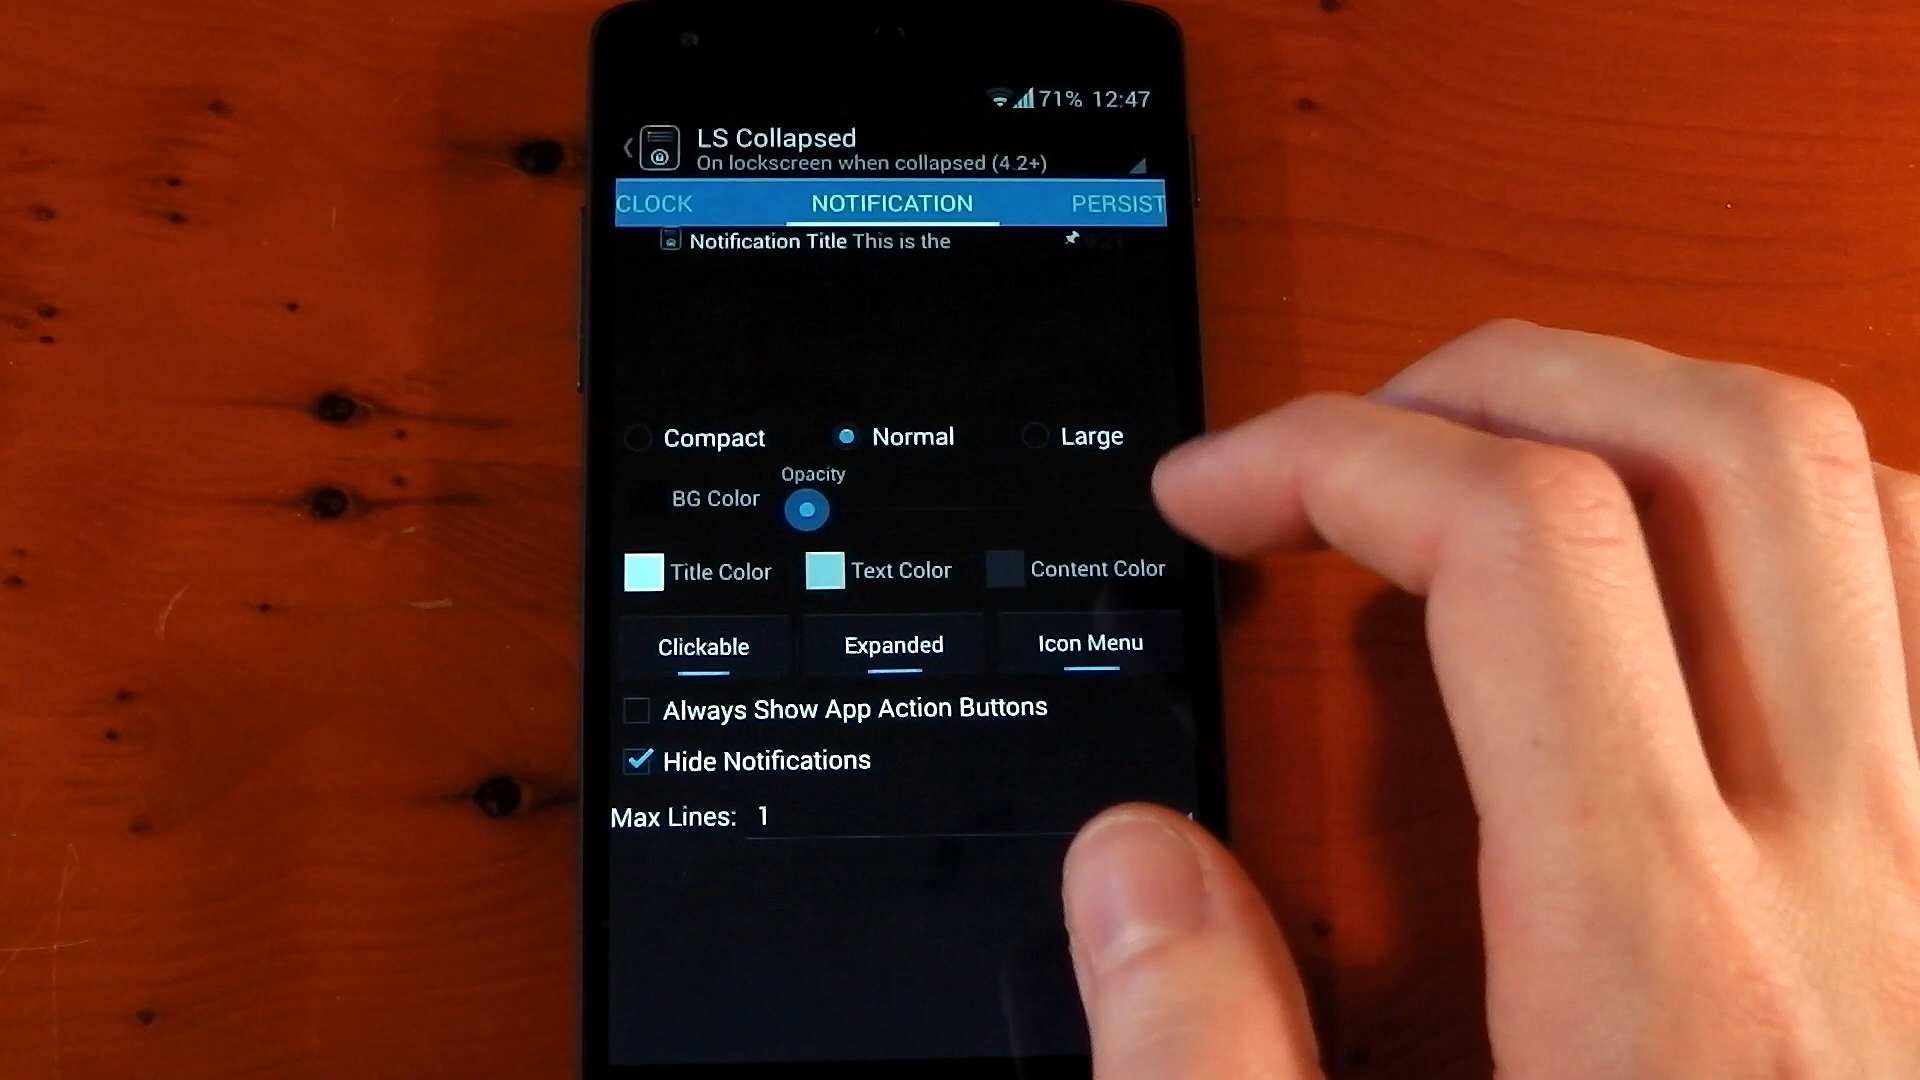 71% 12:47
LS Collapsed
On lockscreen when collapsed (4.2+)
CLOCK NOTIFICATION PERSIST
Notification Title This is the
Compact Normal Large
Opacity
BG Color
Title Color Text Color Content Color
Clickable Expanded Icon Menu
Always Show App Action Buttons
Hide Notifications
Max Lines: 1